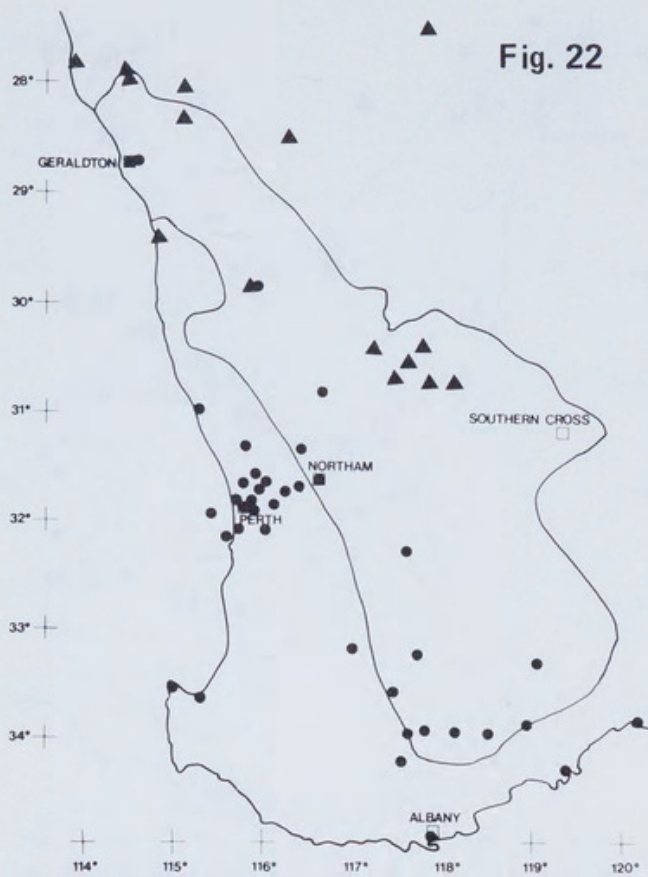 Fig. 22
28°
GERALDTON
29°
30°
31°
SOUTHERN CROSS
NORTHAM
32°
PERTH
33°
34°
ALBANY
114°
115°
116°
117°
118°
119°
120°